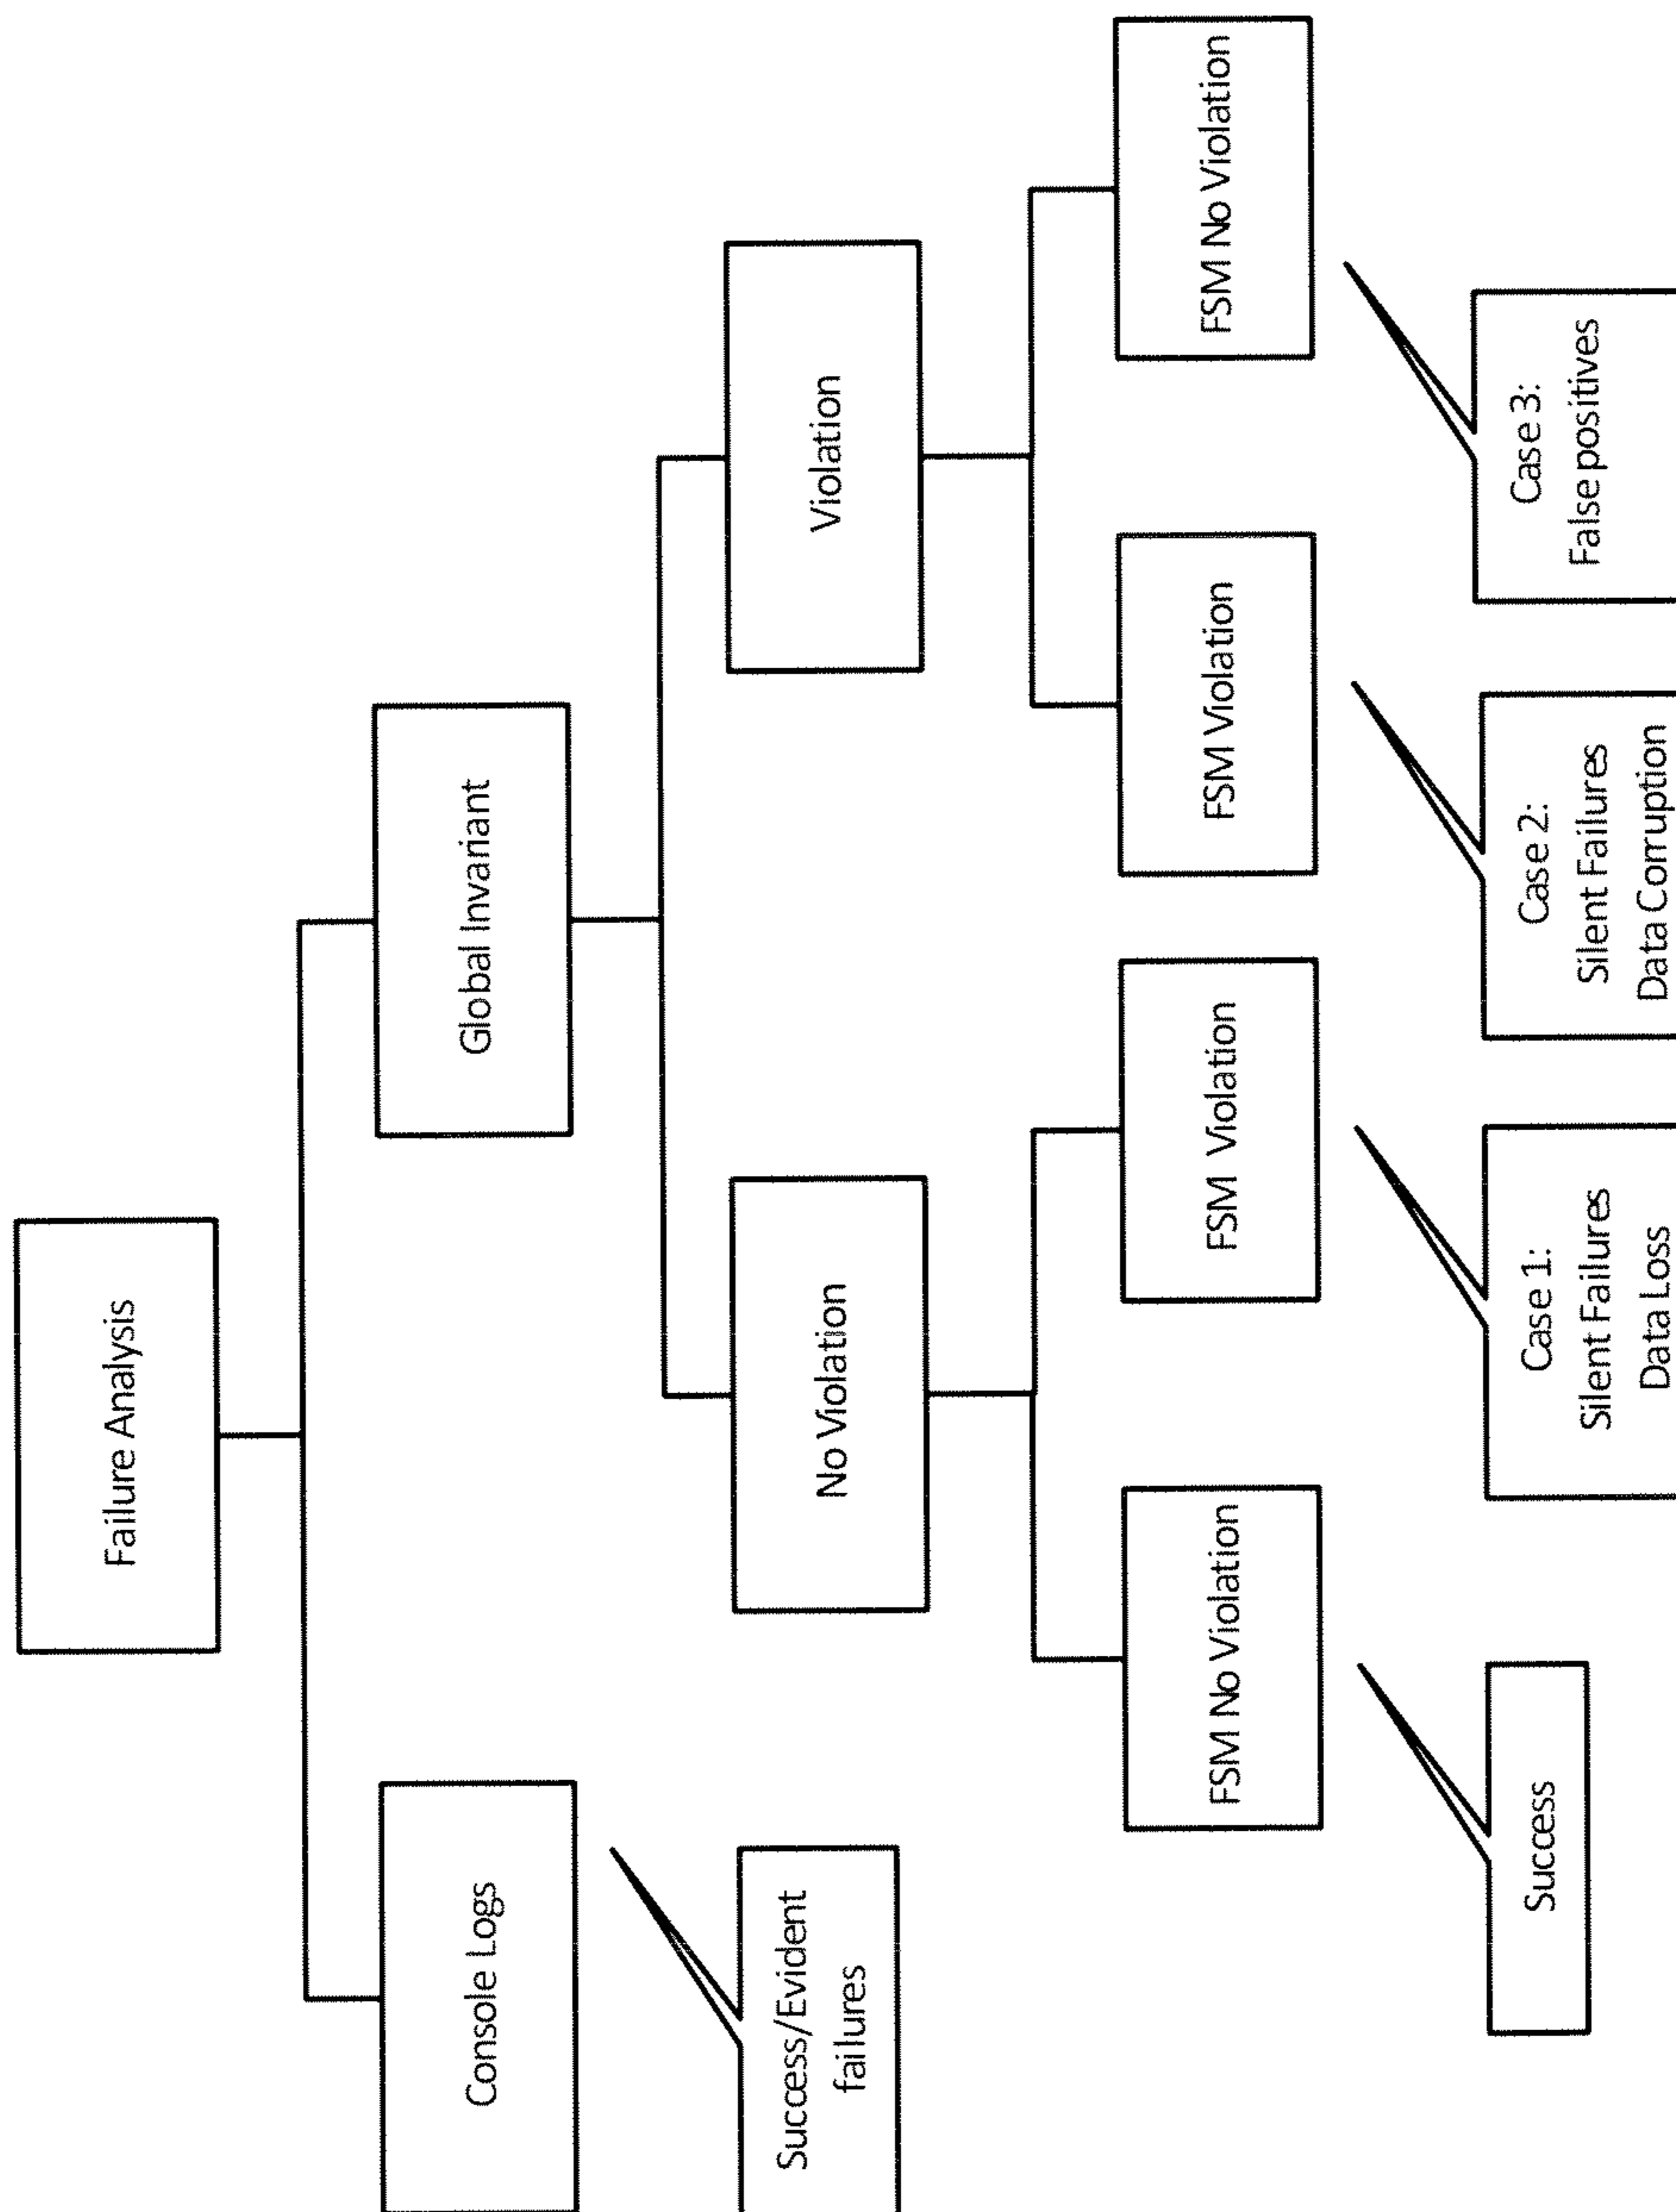 Failure Analysis
Console Logs
Global Invariant
Success/Evident
failures
No Violation
Violation
FSM No Violation
FSM Violation
FSM Violation
FSM No Violation
Success
Case 1:
Silent Failures
Data Loss
Case 2:
Silent Failures
Data Corruption
Case 3:
False positives